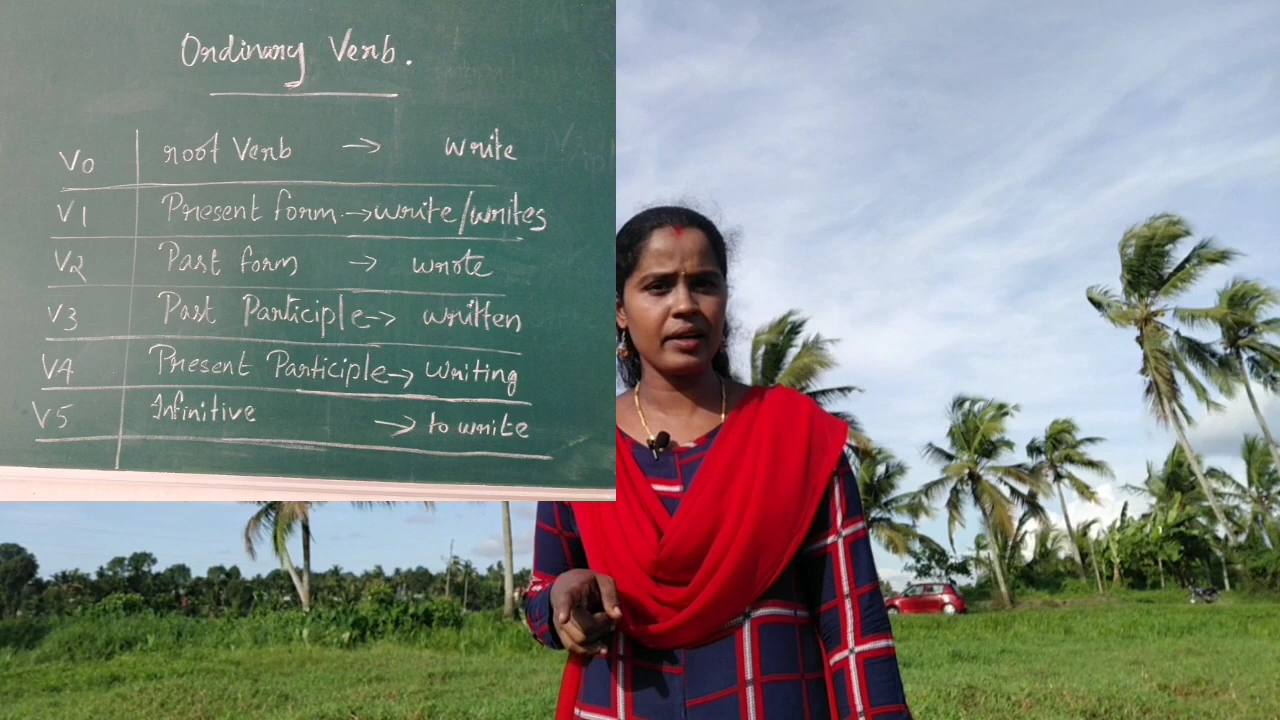 Ordinary Verb.
V0 root Verb → write
V1 Present form → write/writes
V2 Past form → wrote
V3 Past Participle → written
V4 Present Participle → writing
V5 Infinitive → to write